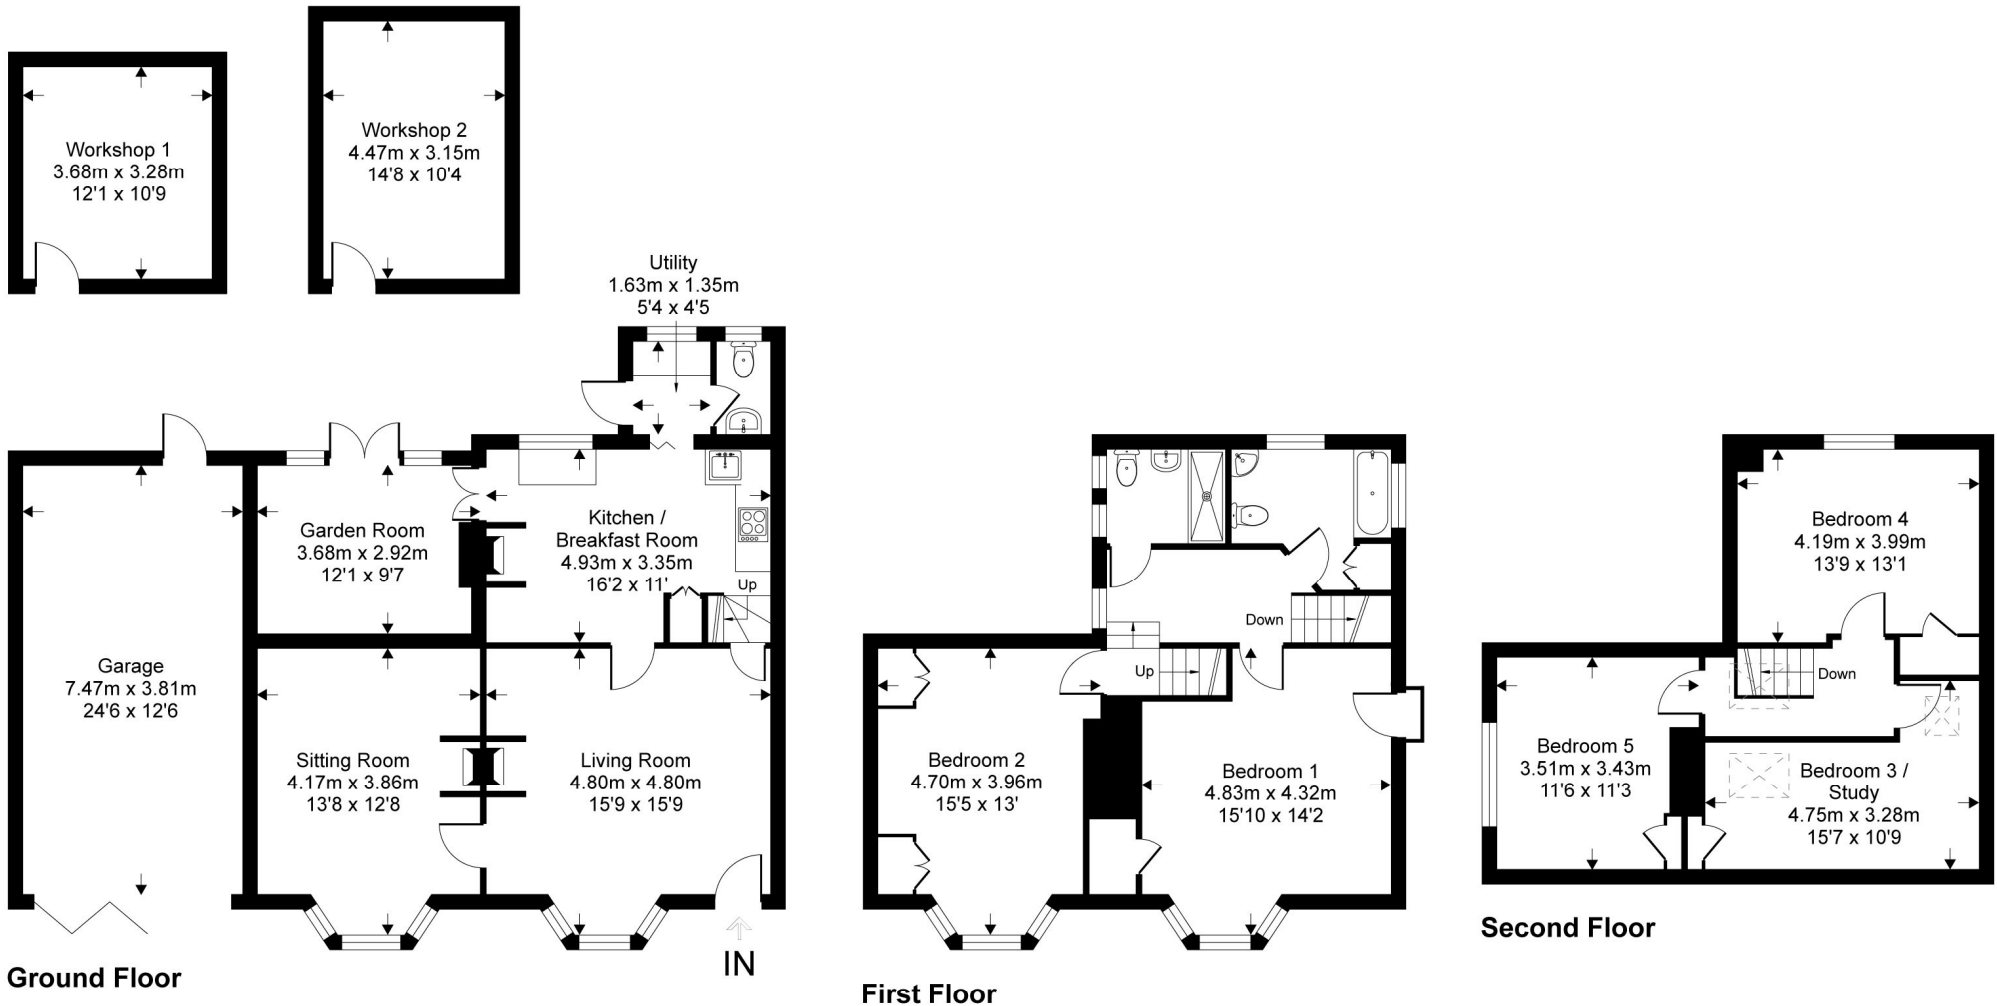 Workshop 1
3.68m x 3.28m
12'1 x 10'9
Workshop 2
4.47m x 3.15m
14'8 x 10'4
Utility
1.63m x 1.35m
5'4 x 4'5
Garden Room
3.68m x 2.92m
12'1 x 9'7
Kitchen /
Breakfast Room
4.93m x 3.35m
16'2 x 11'
Up
Garage
7.47m x 3.81m
24'6 x 12'6
Sitting Room
4.17m x 3.86m
13'8 x 12'8
Living Room
4.80m x 4.80m
15'9 x 15'9
IN
Ground Floor
Down
Up
Bedroom 2
4.70m x 3.96m
15'5 x 13'
Bedroom 1
4.83m x 4.32m
15'10 x 14'2
First Floor
Bedroom 4
4.19m x 3.99m
13'9 x 13'1
Down
Bedroom 5
3.51m x 3.43m
11'6 x 11'3
Bedroom 3 /
Study
4.75m x 3.28m
15'7 x 10'9
Second Floor